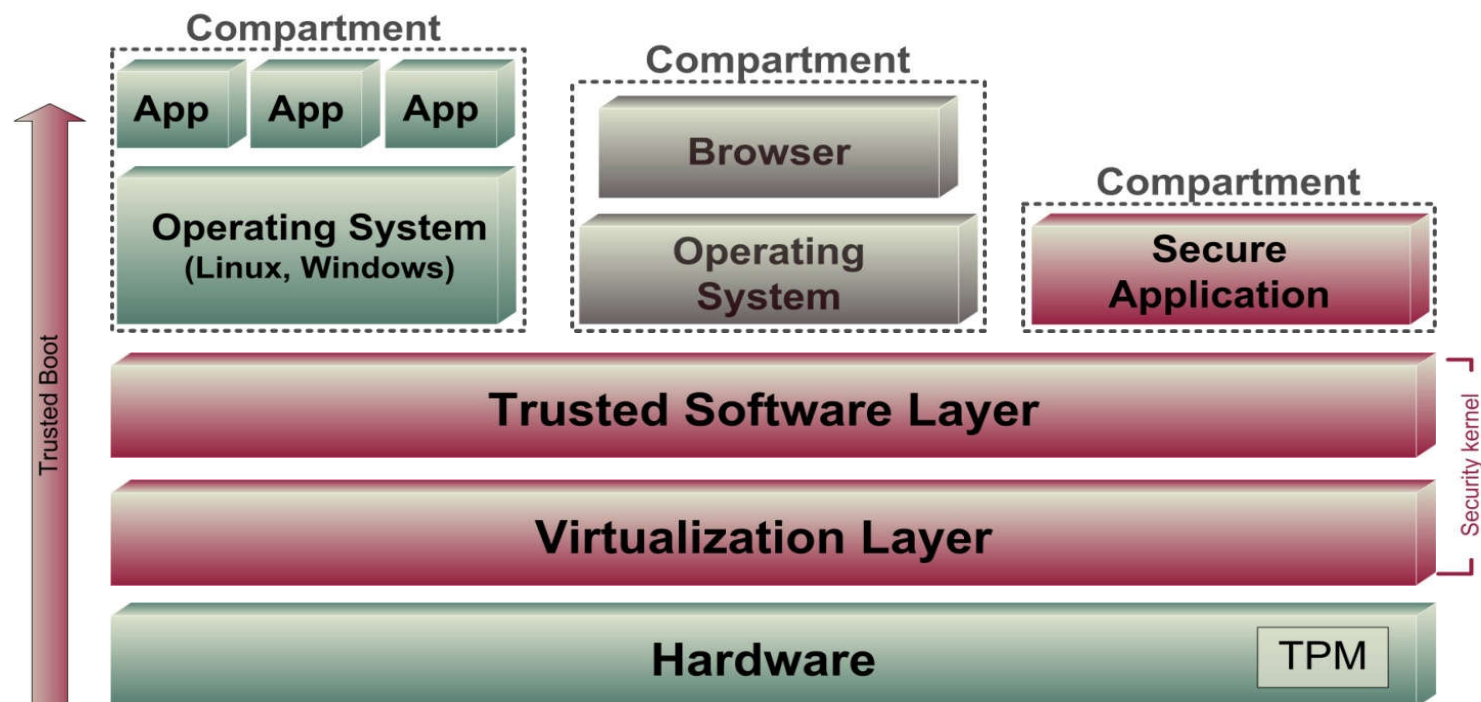 Compartment
App
App
App
Operating System
(Linux, Windows)
Compartment
Browser
Operating
System
Compartment
Secure
Application
Trusted Boot
Trusted Software Layer
Virtualization Layer
Security kernel
Hardware
TPM